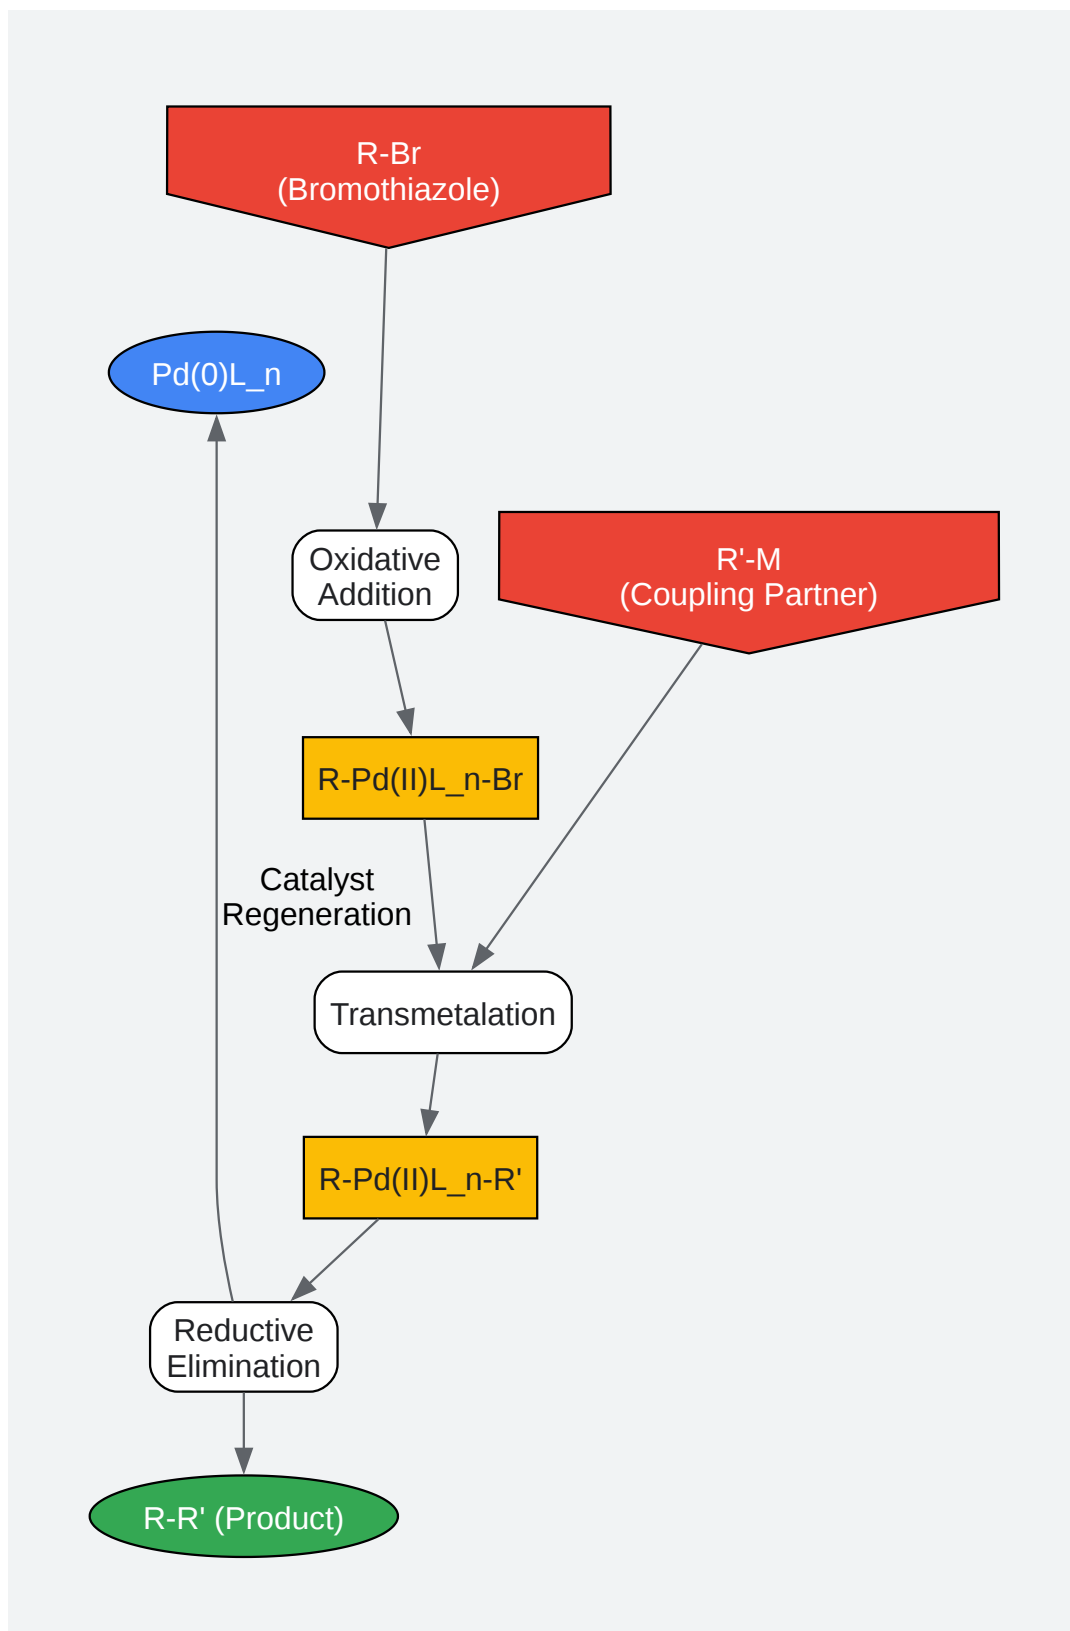 R-Br
(Bromothiazole)
Pd(0)L_n
Oxidative
Addition
R'-M
(Coupling Partner)
R-Pd(II)L_n-Br
Catalyst
Regeneration
Transmetalation
R-Pd(II)L_n-R'
Reductive
Elimination
R-R' (Product)